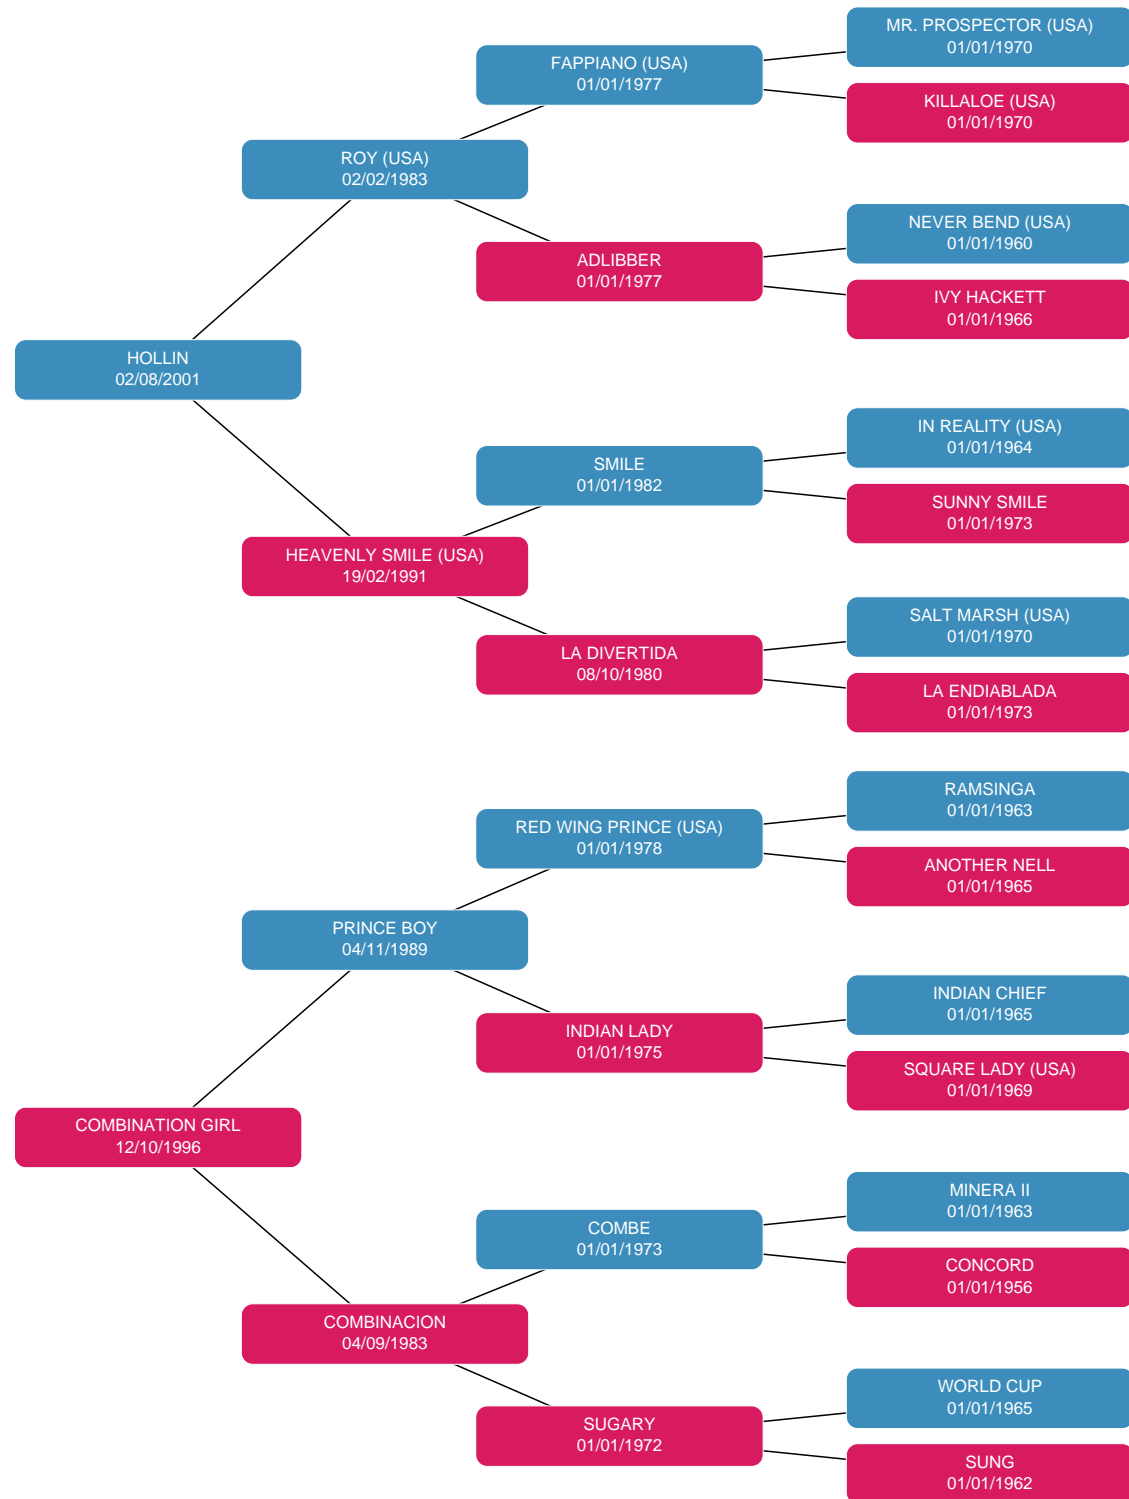 MR. PROSPECTOR (USA)
01/01/1970
FAPPIANO (USA)
01/01/1977
KILLALOE (USA)
01/01/1970
ROY (USA)
02/02/1983
NEVER BEND (USA)
01/01/1960
ADLIBBER
01/01/1977
IVY HACKETT
01/01/1966
HOLLIN
02/08/2001
IN REALITY (USA)
01/01/1964
SMILE
01/01/1982
SUNNY SMILE
01/01/1973
HEAVENLY SMILE (USA)
19/02/1991
SALT MARSH (USA)
01/01/1970
LA DIVERTIDA
08/10/1980
LA ENDIABLADA
01/01/1973
RAMSINGA
01/01/1963
RED WING PRINCE (USA)
01/01/1978
ANOTHER NELL
01/01/1965
PRINCE BOY
04/11/1989
INDIAN CHIEF
01/01/1965
INDIAN LADY
01/01/1975
SQUARE LADY (USA)
01/01/1969
COMBINATION GIRL
12/10/1996
MINERA II
01/01/1963
COMBE
01/01/1973
CONCORD
01/01/1956
COMBINACION
04/09/1983
WORLD CUP
01/01/1965
SUGARY
01/01/1972
SUNG
01/01/1962